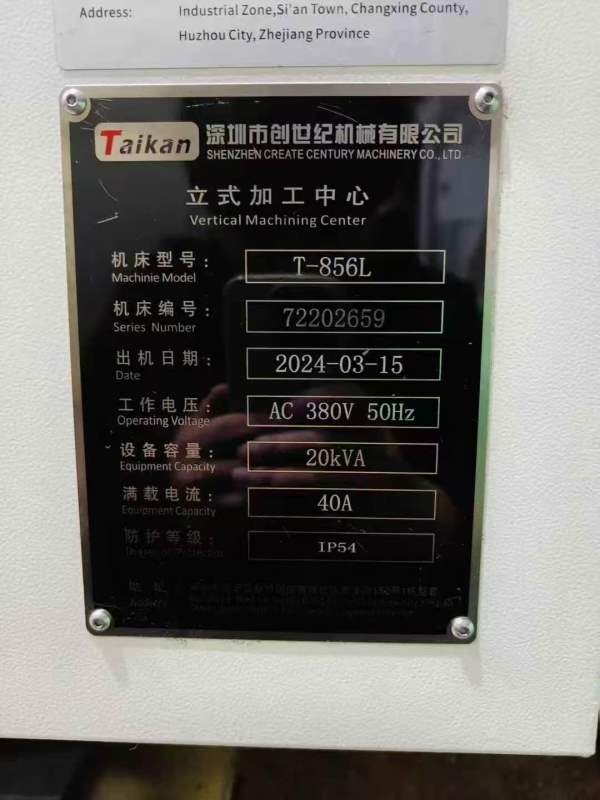 Address: Industrial Zone,Si'an Town, Changxing County,
Huzhou City, Zhejiang Province
Taikan 深圳市创世纪机械有限公司
SHENZHEN CREATE CENTURY MACHINERY CO., LTD
立式加工中心
Vertical Machining Center
机床型号: T-856L
Machinie Model
机床编号: 72202659
Series Number
出机日期: 2024-03-15
Date
工作电压: AC 380V 50Hz
Operating Voltage
设备容量: 20kVA
Equipment Capacity
满载电流: 40A
Equipment Capacity
防护等级: IP54
地址